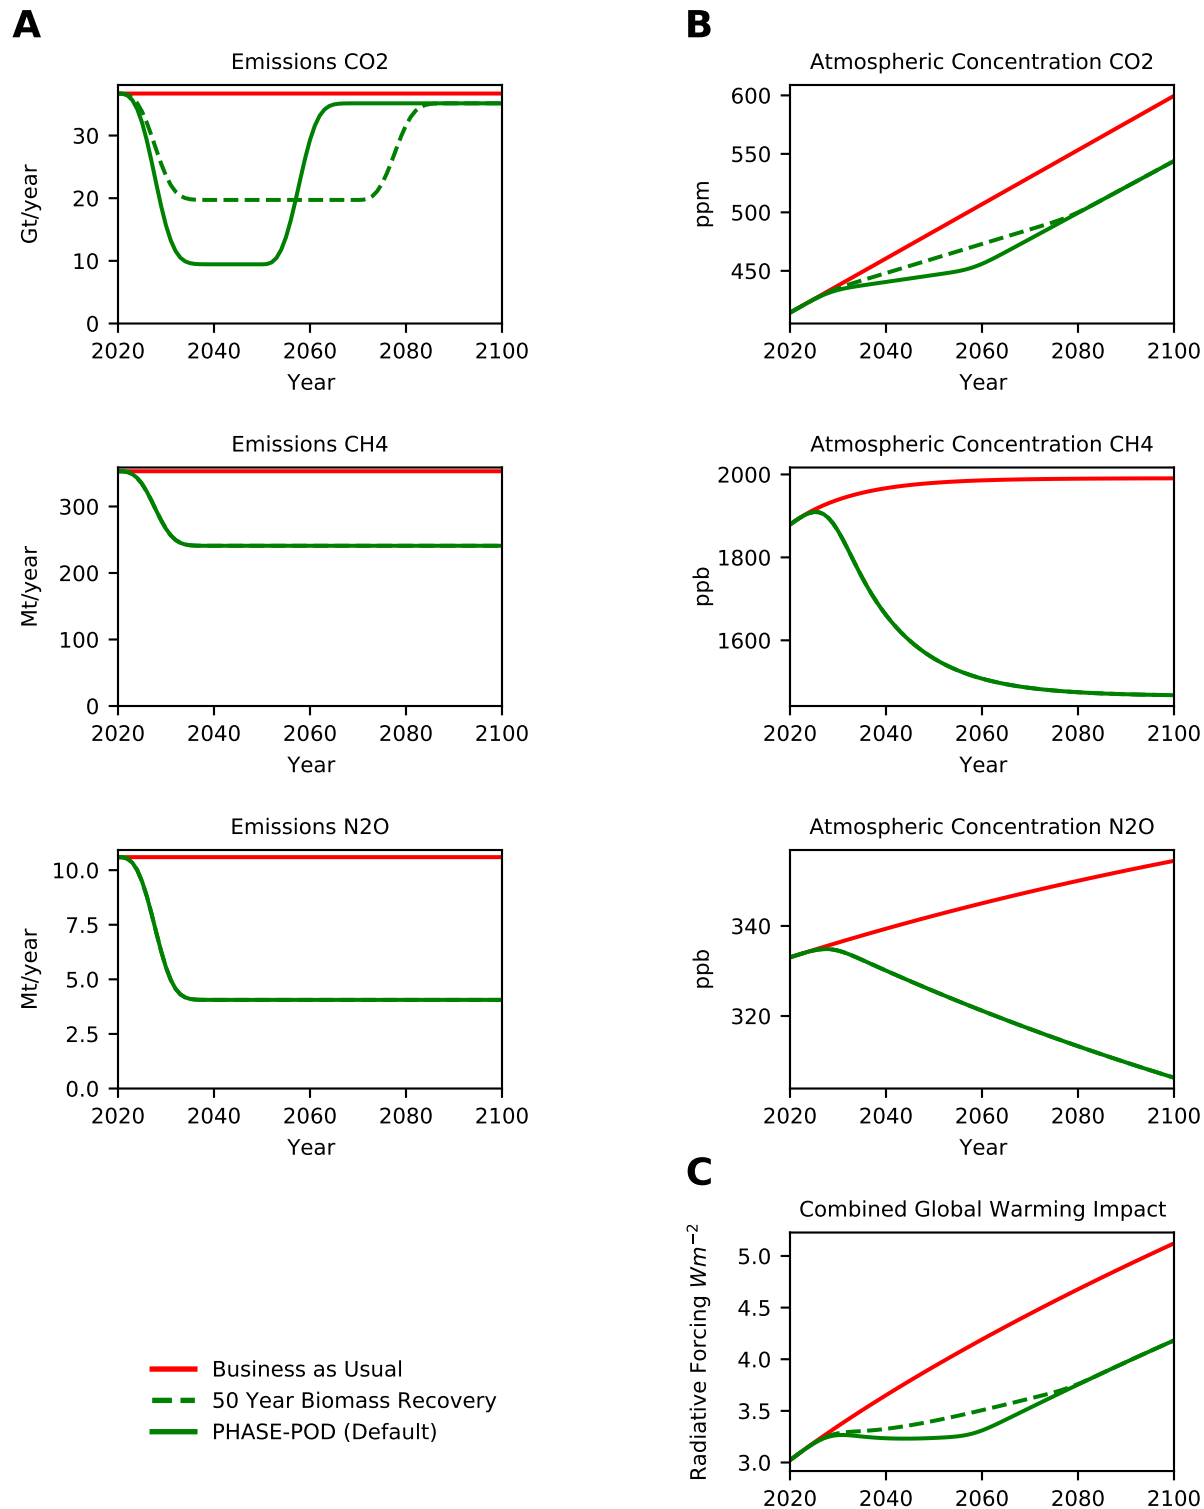 A
Emissions CO2
Gt/year
30
20
10
0
2020 2040 2060 2080 2100
Year
B
Atmospheric Concentration CO2
ppm
600
550
500
450
2020 2040 2060 2080 2100
Year
Emissions CH4
Mt/year
300
200
100
0
2020 2040 2060 2080 2100
Year
Atmospheric Concentration CH4
ppb
2000
1800
1600
2020 2040 2060 2080 2100
Year
Emissions N2O
Mt/year
10.0
7.5
5.0
2.5
0.0
2020 2040 2060 2080 2100
Year
Atmospheric Concentration N2O
ppb
340
320
2020 2040 2060 2080 2100
Year
C
Combined Global Warming Impact
Radiative Forcing Wm⁻²
5.0
4.5
4.0
3.5
3.0
2020 2040 2060 2080 2100
Business as Usual
50 Year Biomass Recovery
PHASE-POD (Default)